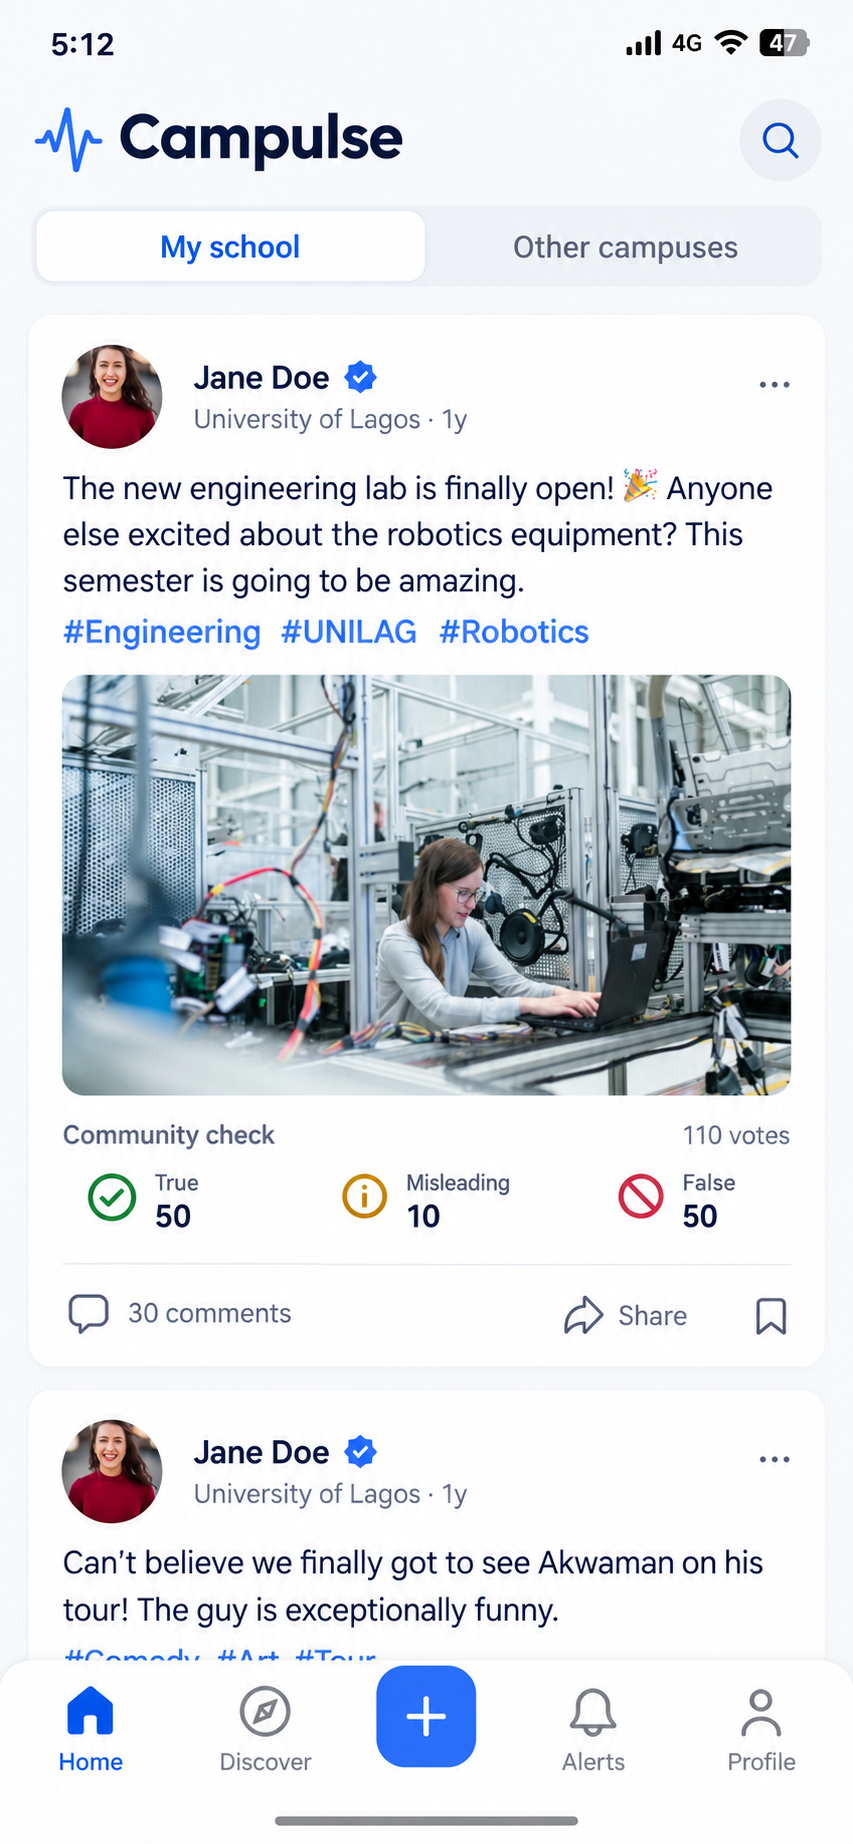 5:12
4G
47
Campulse
My school
Other campuses
Jane Doe
University of Lagos · 1y
The new engineering lab is finally open! 🎉 Anyone
else excited about the robotics equipment? This
semester is going to be amazing.
#Engineering #UNILAG #Robotics
Community check
110 votes
True
50
Misleading
10
False
50
30 comments
Share
Jane Doe
University of Lagos · 1y
Can’t believe we finally got to see Akwaman on his
tour! The guy is exceptionally funny.
#Comedy #Art #Tour
Home
Discover
Alerts
Profile